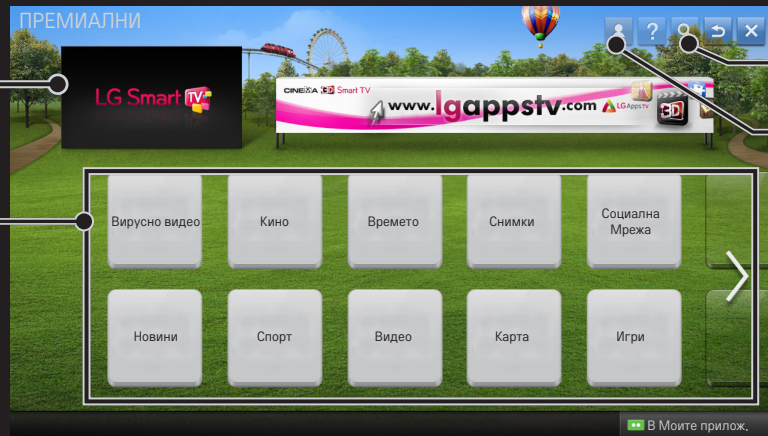 ПРЕМИАЛНИ
?
LG Smart TV
CINEMA 3D Smart TV
www.lgappstv.com
LG Apps TV
3D
Вирусно видео
Кино
Времето
Снимки
Социална
Мрежа
Новини
Спорт
Видео
Карта
Игри
В Моите прилож.